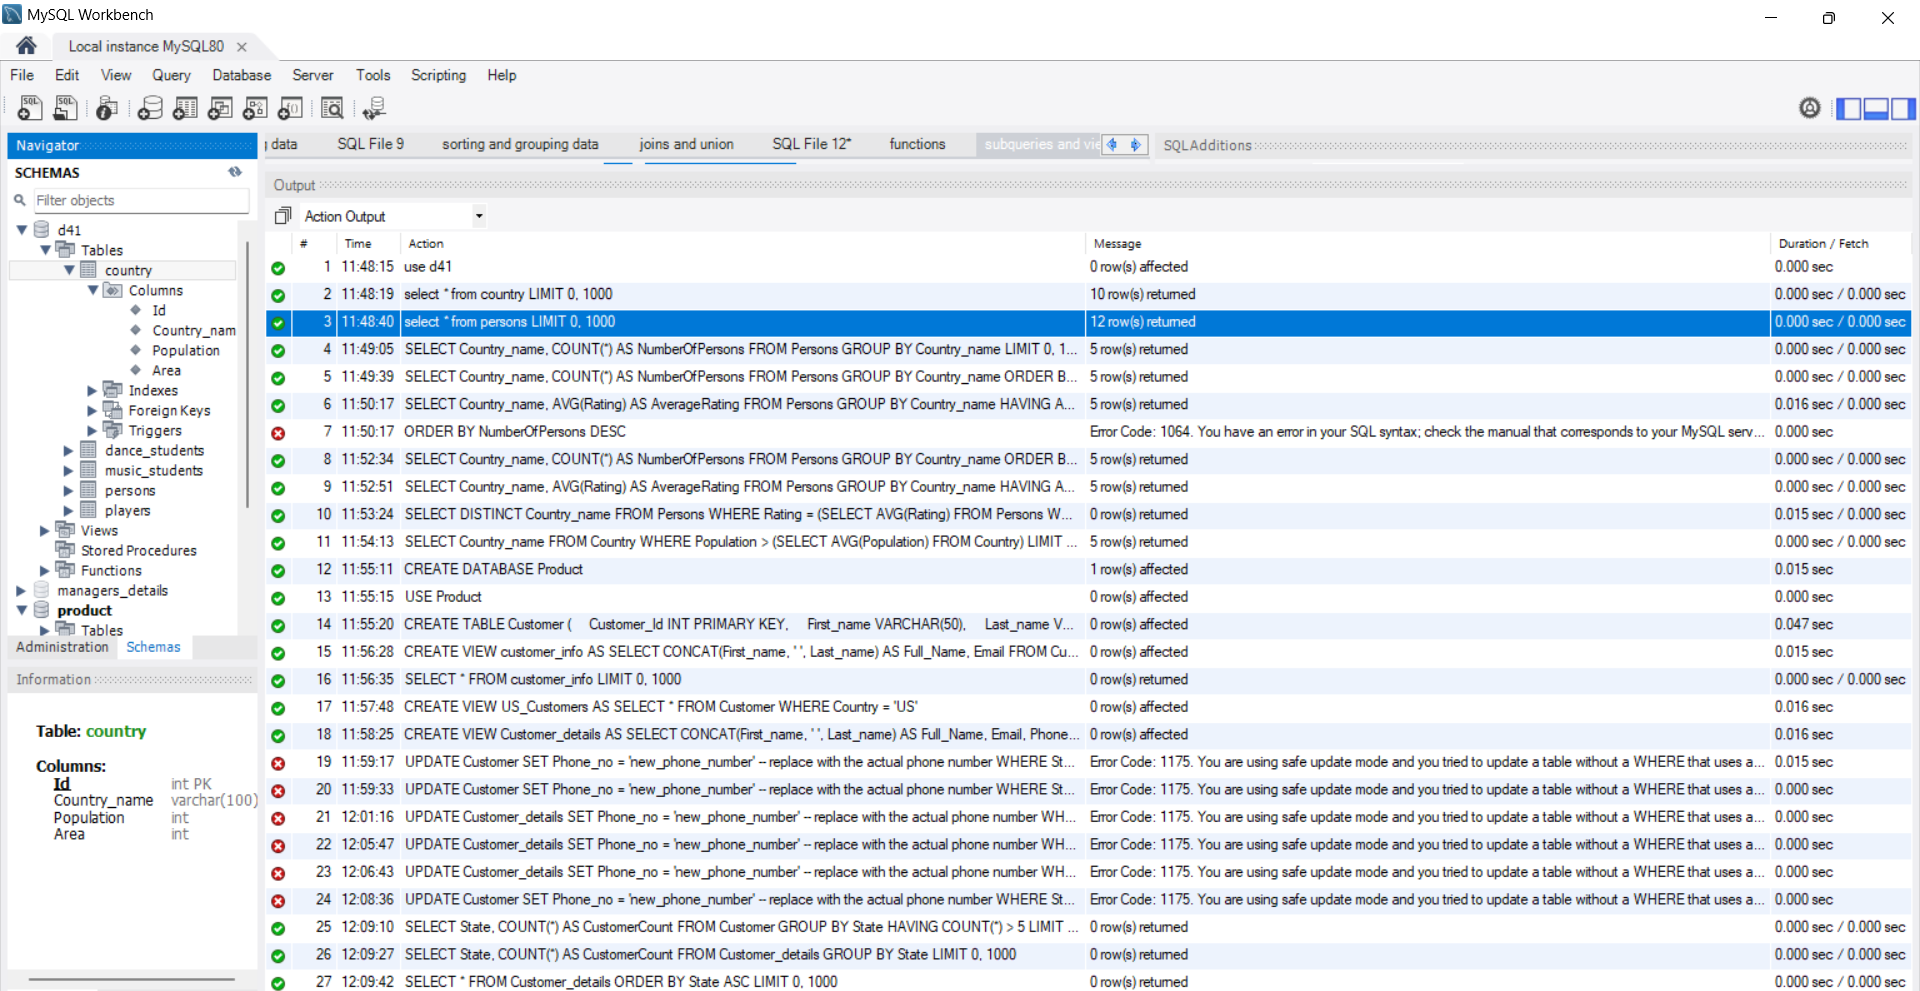 MySQL Workbench
Local instance MySQL80
File Edit View Query Database Server Tools Scripting Help
Navigator
data SQL File 9 sorting and grouping data joins and union SQL File 12* functions subqueries and vie SQLAdditions
SCHEMAS
Filter objects
d41
Tables
country
Columns
Id
Country_nam
Population
Area
Indexes
Foreign Keys
Triggers
dance_students
music_students
persons
players
Views
Stored Procedures
Functions
managers_details
product
Tables
Administration Schemas
Information
Table: country
Columns:
Id int PK
Country_name varchar(100)
Population int
Area int
Output
Action Output
# Time Action Message Duration / Fetch
1 11:48:15 use d41 0 row(s) affected 0.000 sec
2 11:48:19 select * from country LIMIT 0, 1000 10 row(s) returned 0.000 sec / 0.000 sec
3 11:48:40 select * from persons LIMIT 0, 1000 12 row(s) returned 0.000 sec / 0.000 sec
4 11:49:05 SELECT Country_name, COUNT(*) AS NumberOfPersons FROM Persons GROUP BY Country_name LIMIT 0, 1... 5 row(s) returned 0.000 sec / 0.000 sec
5 11:49:39 SELECT Country_name, COUNT(*) AS NumberOfPersons FROM Persons GROUP BY Country_name ORDER B... 5 row(s) returned 0.000 sec / 0.000 sec
6 11:50:17 SELECT Country_name, AVG(Rating) AS AverageRating FROM Persons GROUP BY Country_name HAVING A... 5 row(s) returned 0.016 sec / 0.000 sec
7 11:50:17 ORDER BY NumberOfPersons DESC Error Code: 1064. You have an error in your SQL syntax; check the manual that corresponds to your MySQL serv... 0.000 sec
8 11:52:34 SELECT Country_name, COUNT(*) AS NumberOfPersons FROM Persons GROUP BY Country_name ORDER B... 5 row(s) returned 0.000 sec / 0.000 sec
9 11:52:51 SELECT Country_name, AVG(Rating) AS AverageRating FROM Persons GROUP BY Country_name HAVING A... 5 row(s) returned 0.000 sec / 0.000 sec
10 11:53:24 SELECT DISTINCT Country_name FROM Persons WHERE Rating = (SELECT AVG(Rating) FROM Persons W... 0 row(s) returned 0.015 sec / 0.000 sec
11 11:54:13 SELECT Country_name FROM Country WHERE Population > (SELECT AVG(Population) FROM Country) LIMIT ... 5 row(s) returned 0.000 sec / 0.000 sec
12 11:55:11 CREATE DATABASE Product 1 row(s) affected 0.015 sec
13 11:55:15 USE Product 0 row(s) affected 0.000 sec
14 11:55:20 CREATE TABLE Customer ( Customer_Id INT PRIMARY KEY, First_name VARCHAR(50), Last_name V... 0 row(s) affected 0.047 sec
15 11:56:28 CREATE VIEW customer_info AS SELECT CONCAT(First_name, ' ', Last_name) AS Full_Name, Email FROM Cu... 0 row(s) affected 0.015 sec
16 11:56:35 SELECT * FROM customer_info LIMIT 0, 1000 0 row(s) returned 0.000 sec / 0.000 sec
17 11:57:48 CREATE VIEW US_Customers AS SELECT * FROM Customer WHERE Country = 'US' 0 row(s) affected 0.016 sec
18 11:58:25 CREATE VIEW Customer_details AS SELECT CONCAT(First_name, ' ', Last_name) AS Full_Name, Email, Phone... 0 row(s) affected 0.016 sec
19 11:59:17 UPDATE Customer SET Phone_no = 'new_phone_number' -- replace with the actual phone number WHERE St... Error Code: 1175. You are using safe update mode and you tried to update a table without a WHERE that uses a... 0.015 sec
20 11:59:33 UPDATE Customer SET Phone_no = 'new_phone_number' -- replace with the actual phone number WHERE St... Error Code: 1175. You are using safe update mode and you tried to update a table without a WHERE that uses a... 0.000 sec
21 12:01:16 UPDATE Customer_details SET Phone_no = 'new_phone_number' -- replace with the actual phone number WH... Error Code: 1175. You are using safe update mode and you tried to update a table without a WHERE that uses a... 0.000 sec
22 12:05:47 UPDATE Customer_details SET Phone_no = 'new_phone_number' -- replace with the actual phone number WH... Error Code: 1175. You are using safe update mode and you tried to update a table without a WHERE that uses a... 0.000 sec
23 12:06:43 UPDATE Customer_details SET Phone_no = 'new_phone_number' -- replace with the actual phone number WH... Error Code: 1175. You are using safe update mode and you tried to update a table without a WHERE that uses a... 0.000 sec
24 12:08:36 UPDATE Customer SET Phone_no = 'new_phone_number' -- replace with the actual phone number WHERE St... Error Code: 1175. You are using safe update mode and you tried to update a table without a WHERE that uses a... 0.000 sec
25 12:09:10 SELECT State, COUNT(*) AS CustomerCount FROM Customer GROUP BY State HAVING COUNT(*) > 5 LIMIT ... 0 row(s) returned 0.000 sec / 0.000 sec
26 12:09:27 SELECT State, COUNT(*) AS CustomerCount FROM Customer_details GROUP BY State LIMIT 0, 1000 0 row(s) returned 0.000 sec / 0.000 sec
27 12:09:42 SELECT * FROM Customer_details ORDER BY State ASC LIMIT 0, 1000 0 row(s) returned 0.000 sec / 0.000 sec